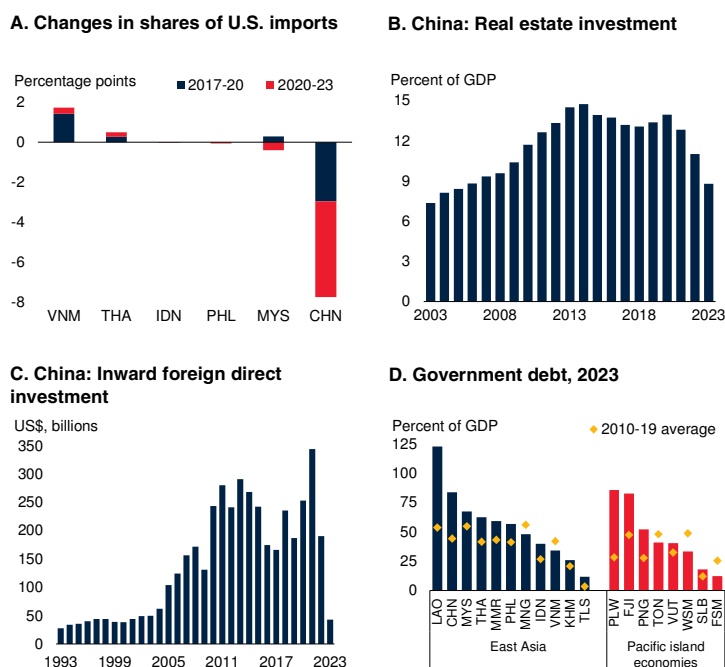 A. Changes in shares of U.S. imports
Percentage points
2017-20 2020-23
2
0
-2
-4
-6
-8
VNM THA IDN PHL MYS CHN
B. China: Real estate investment
Percent of GDP
15
12
9
6
3
0
2003 2008 2013 2018 2023
C. China: Inward foreign direct
investment
US$, billions
350
300
250
200
150
100
50
0
1993 1999 2005 2011 2017 2023
D. Government debt, 2023
Percent of GDP
2010-19 average
125
100
75
50
25
0
LAO CHN MYS THA MMR PHL MNG IDN VNM KHM TLS PLW FJI PNG TON VUT WSM SLB FSM
East Asia Pacific island
economies